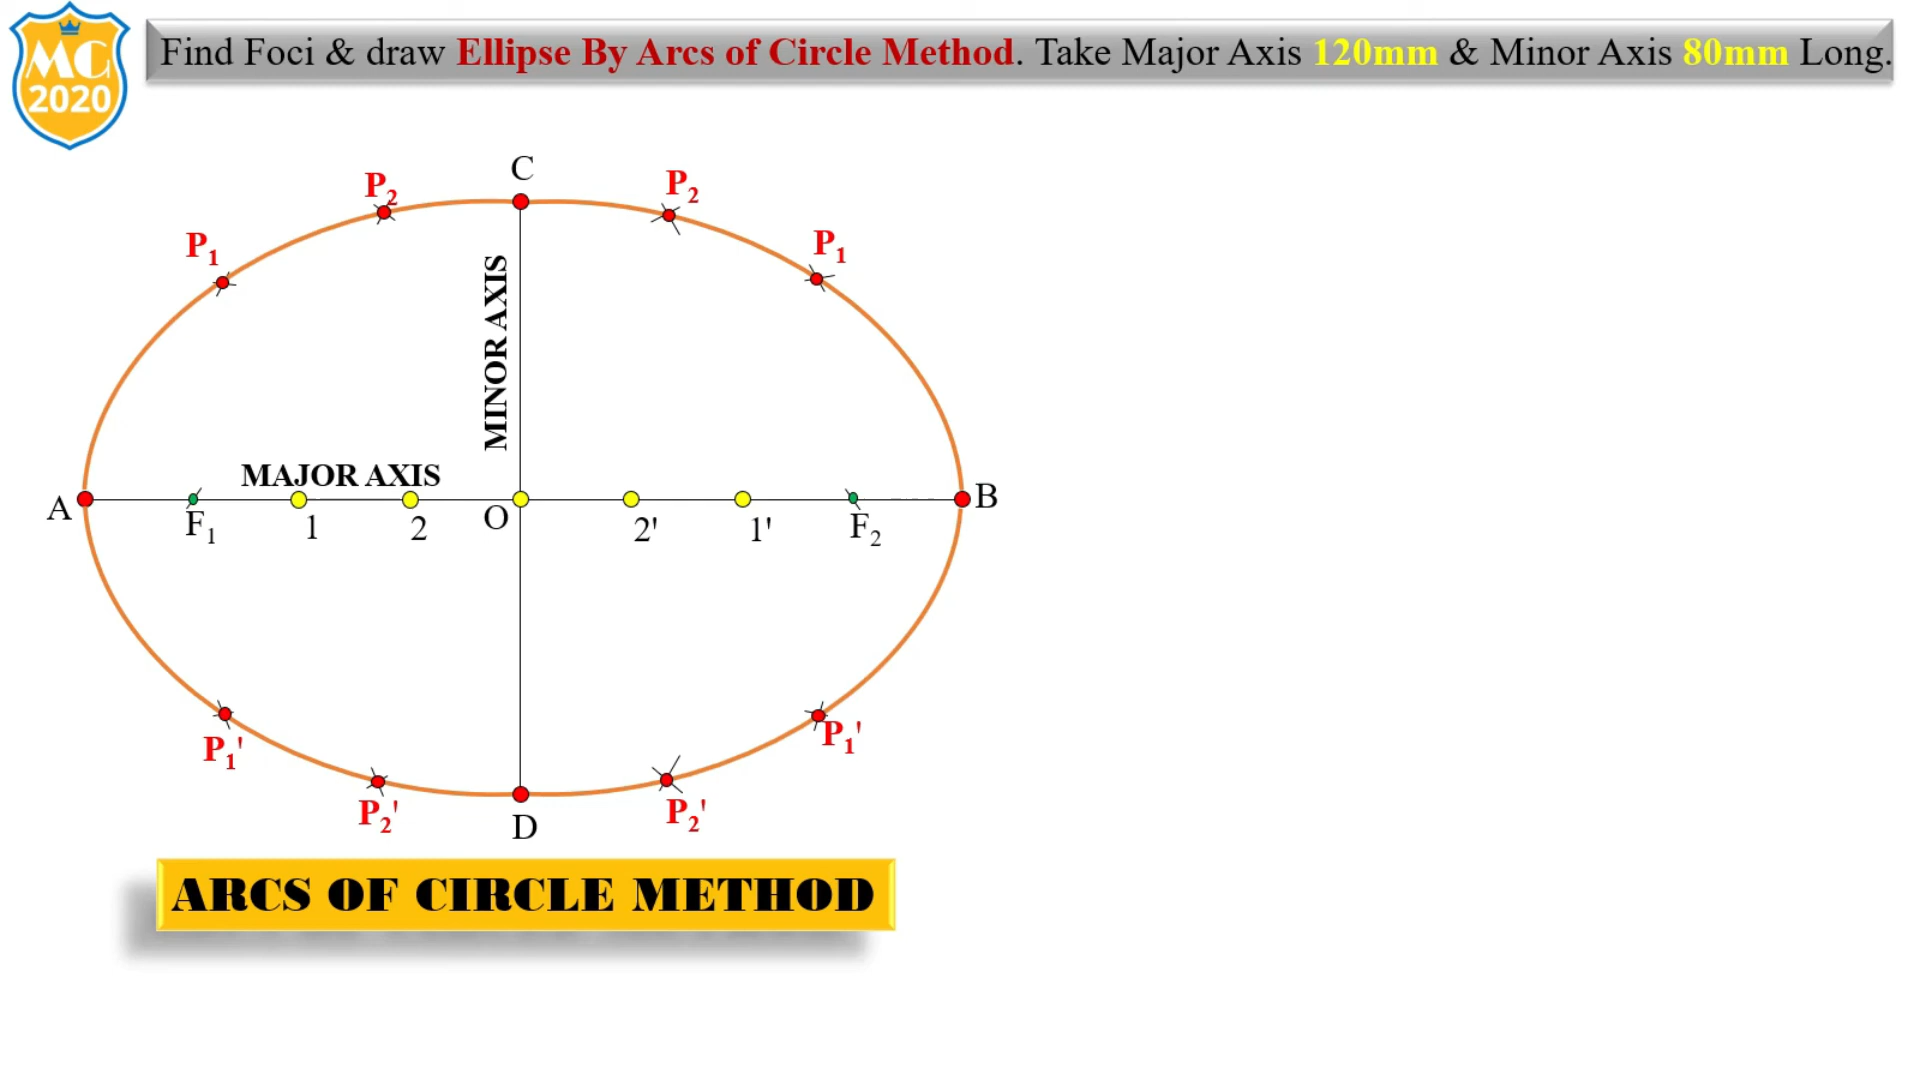 MG
2020
Find Foci & draw Ellipse By Arcs of Circle Method. Take Major Axis 120mm & Minor Axis 80mm Long.
C
P2
P2
P1
P1
MINOR AXIS
MAJOR AXIS
A
F1
1
2
O
2'
1'
F2
B
P1'
P1'
P2'
P2'
D
ARCS OF CIRCLE METHOD